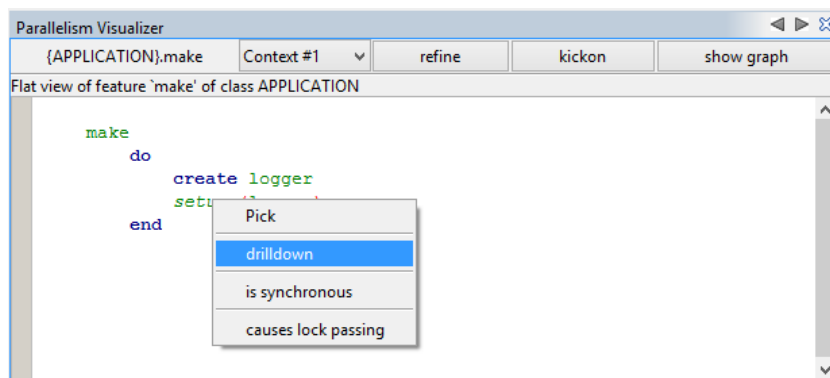 Parallelism Visualizer
{APPLICATION}.make Context #1 refine kickon show graph
Flat view of feature `make' of class APPLICATION
make
do
create logger
end
Pick
drilldown
is synchronous
causes lock passing